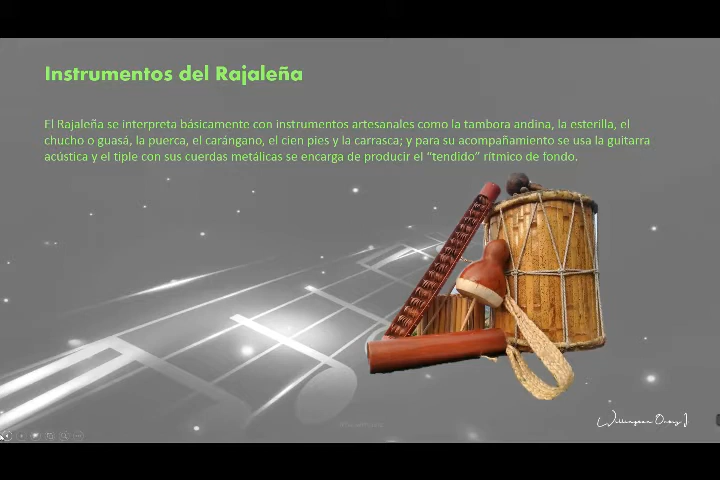 Instrumentos del Rajaleña
El Rajaleña se interpreta básicamente con instrumentos artesanales como la tambora andina, la esterilla, el
chucho o guasá, la puerca, el carángano, el cien pies y la carrasca; y para su acompañamiento se usa la guitarra
acústica y el tiple con sus cuerdas metálicas se encarga de producir el “tendido” rítmico de fondo.